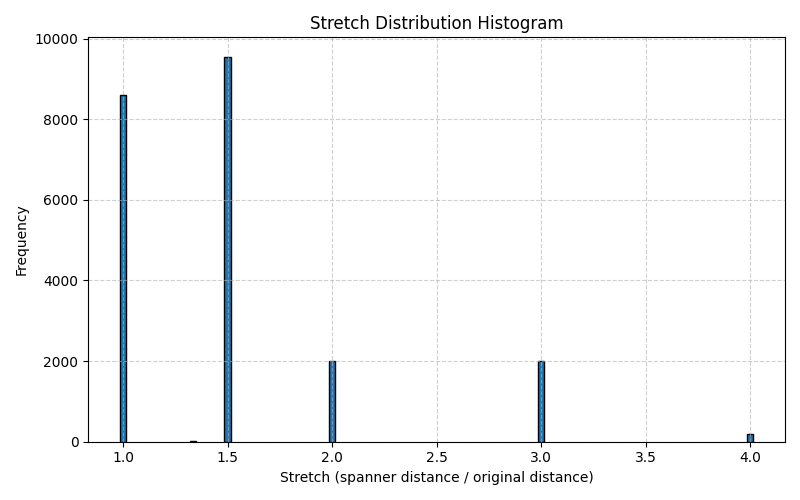 Stretch Distribution Histogram
10000
8000
6000
4000
2000
0
Frequency
1.0 1.5 2.0 2.5 3.0 3.5 4.0
Stretch (spanner distance / original distance)